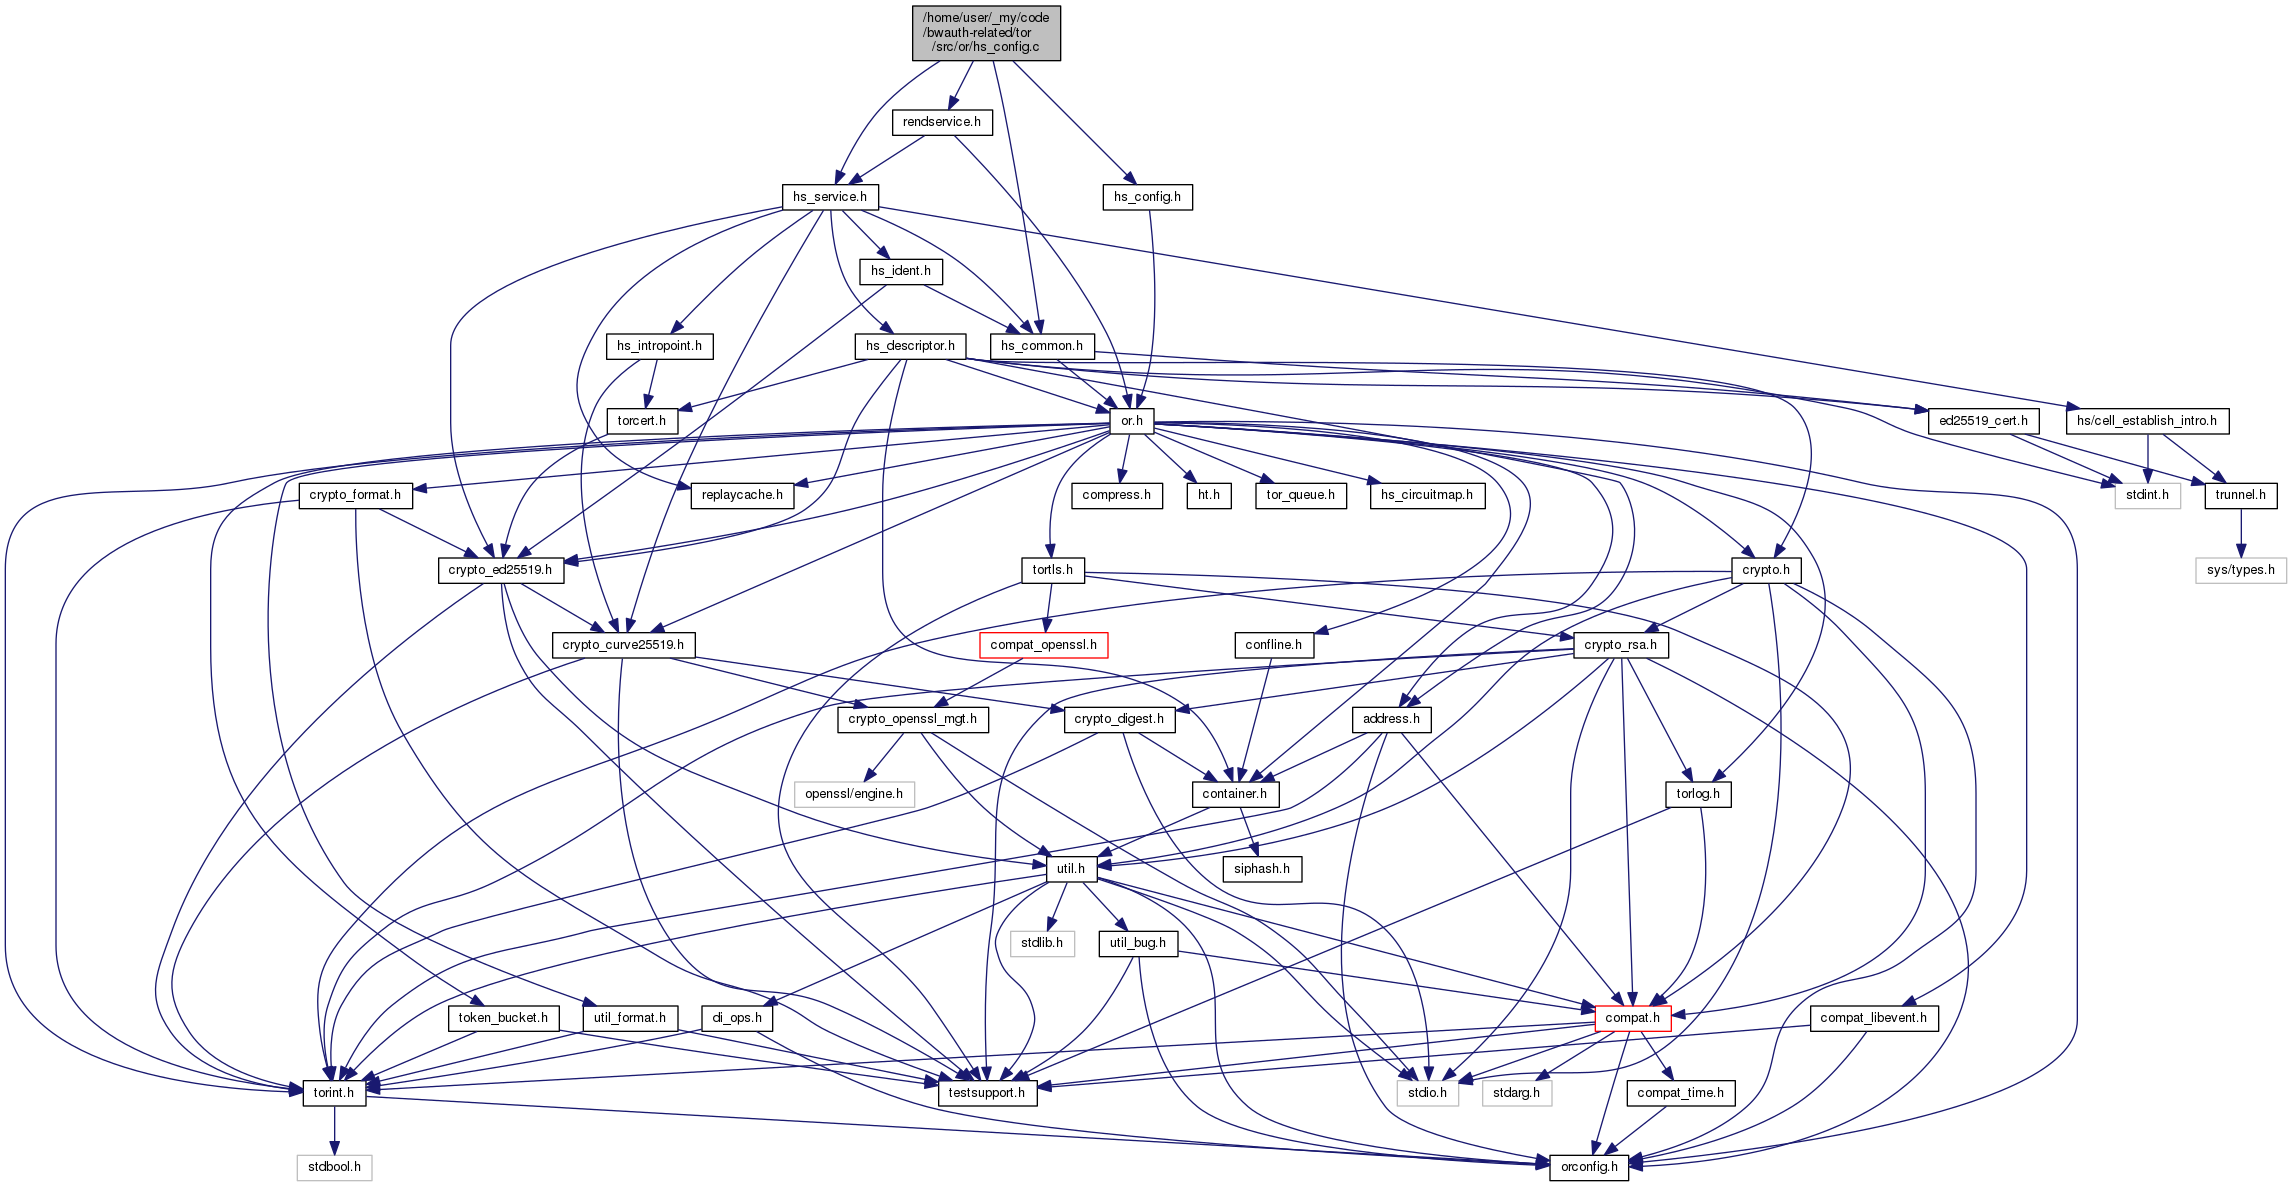 /home/user/_my/code
/bwauth-related/tor
/src/or/hs_config.c
rendservice.h
hs_service.h
hs_config.h
hs_ident.h
hs_intropoint.h
hs_descriptor.h
hs_common.h
torcert.h
or.h
ed25519_cert.h
hs/cell_establish_intro.h
crypto_format.h
replaycache.h
compress.h
ht.h
tor_queue.h
hs_circuitmap.h
stdint.h
trunnel.h
crypto_ed25519.h
tortls.h
crypto.h
sys/types.h
crypto_curve25519.h
compat_openssl.h
confline.h
crypto_rsa.h
crypto_openssl_mgt.h
crypto_digest.h
address.h
openssl/engine.h
container.h
torlog.h
util.h
siphash.h
stdlib.h
util_bug.h
token_bucket.h
util_format.h
di_ops.h
compat.h
compat_libevent.h
torint.h
testsupport.h
stdio.h
stdarg.h
compat_time.h
stdbool.h
orconfig.h